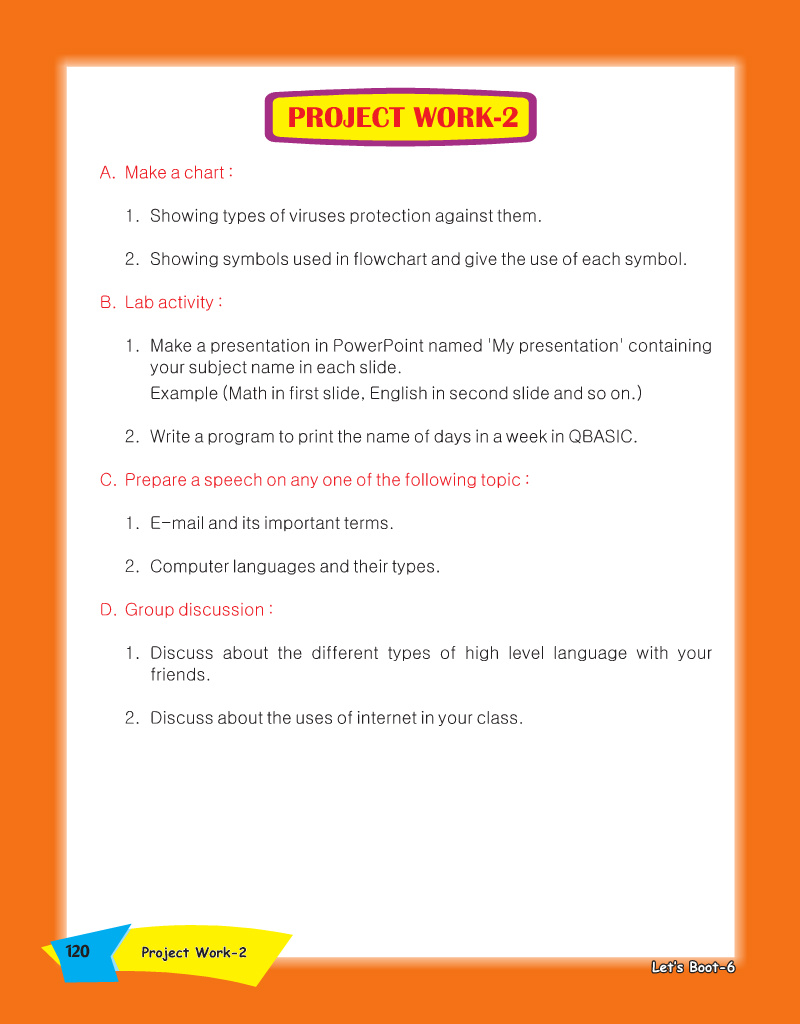 PROJECT WORK-2
A. Make a chart :
1. Showing types of viruses protection against them.
2. Showing symbols used in flowchart and give the use of each symbol.
B. Lab activity :
1. Make a presentation in PowerPoint named 'My presentation' containing
your subject name in each slide.
Example (Math in first slide, English in second slide and so on.)
2. Write a program to print the name of days in a week in QBASIC.
C. Prepare a speech on any one of the following topic :
1. E-mail and its important terms.
2. Computer languages and their types.
D. Group discussion :
1. Discuss about the different types of high level language with your
friends.
2. Discuss about the uses of internet in your class.
120
Project Work-2
Let's Boot-6